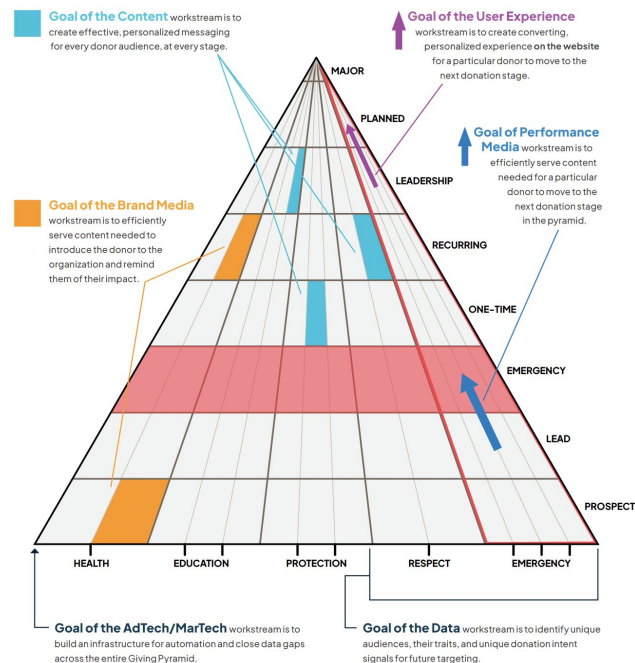 Goal of the Content workstream is to
create effective, personalized messaging
for every donor audience, at every stage.
Goal of the User Experience
workstream is to create converting,
personalized experience on the website
for a particular donor to move to the
next donation stage.
Goal of Performance
Media workstream is to
efficiently serve content
needed for a particular
donor to move to the
next donation stage
in the pyramid.
Goal of the Brand Media
workstream is to efficiently
serve content needed to
introduce the donor to the
organization and remind
them of their impact.
MAJOR
PLANNED
LEADERSHIP
RECURRING
ONE-TIME
EMERGENCY
LEAD
PROSPECT
HEALTH
EDUCATION
PROTECTION
RESPECT
EMERGENCY
Goal of the AdTech/MarTech workstream is to
build an infrastructure for automation and close data gaps
across the entire Giving Pyramid.
Goal of the Data workstream is to identify unique
audiences, their traits, and unique donation intent
signals for future targeting.